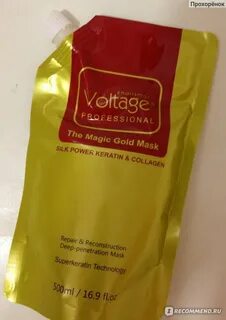 Прохорёнок
Voltage
PROFESSIONAL
The Magic Gold Mask
SILK POWER KERATIN & COLLAGEN
Repair & Reconstruction
Deep-penetration Mask
Superkeratin Technology
500ml / 16.9 fl.oz
IRECOMMEND.RU